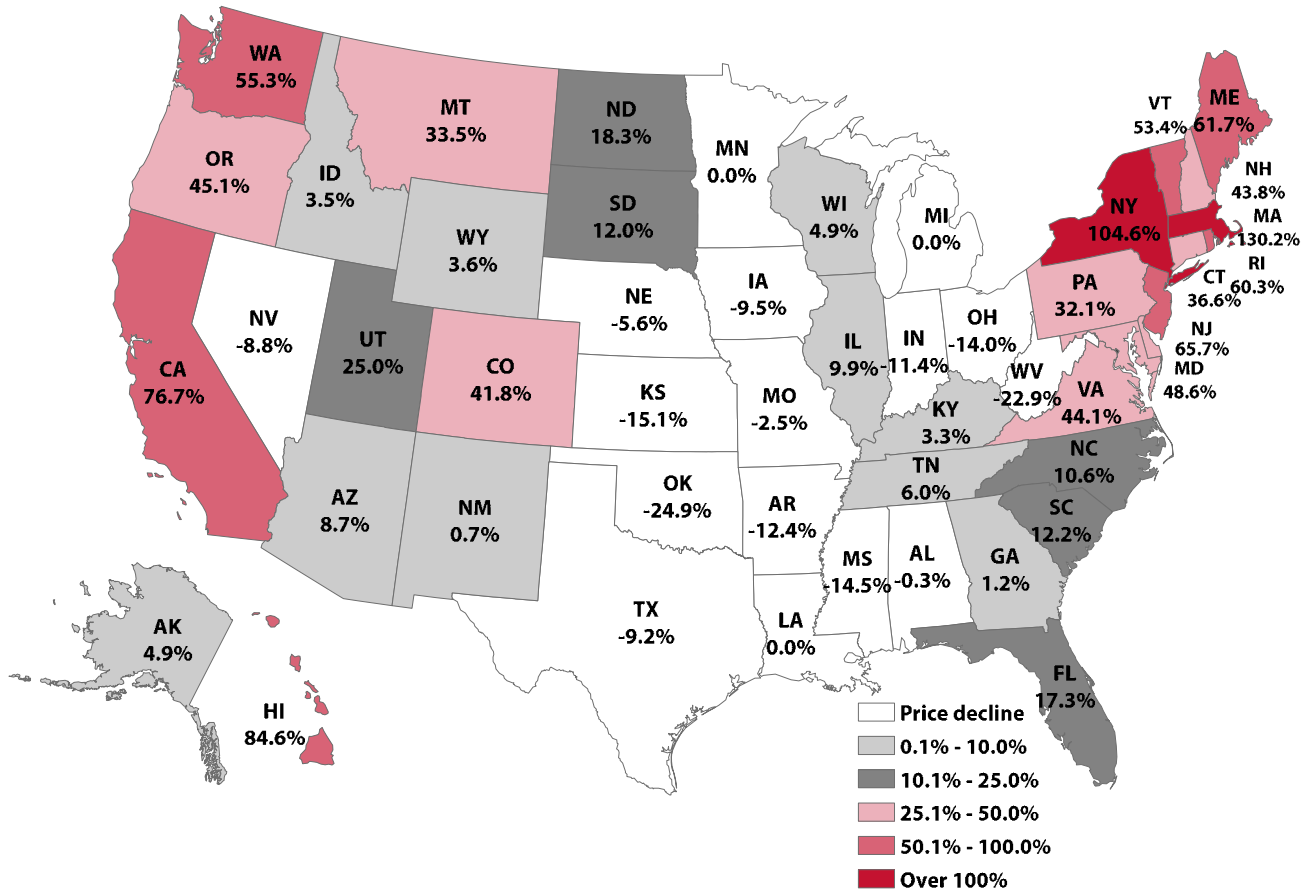 WA
55.3%
OR
45.1%
CA
76.7%
ID
3.5%
NV
-8.8%
MT
33.5%
WY
3.6%
UT
25.0%
AZ
8.7%
CO
41.8%
NM
0.7%
ND
18.3%
SD
12.0%
NE
-5.6%
KS
-15.1%
OK
-24.9%
TX
-9.2%
MN
0.0%
IA
-9.5%
MO
-2.5%
AR
-12.4%
LA
0.0%
WI
4.9%
IL
9.9%
MI
0.0%
IN
-11.4%
OH
-14.0%
KY
3.3%
TN
6.0%
MS
-14.5%
AL
-0.3%
GA
1.2%
FL
17.3%
SC
12.2%
NC
10.6%
VA
44.1%
WV
-22.9%
PA
32.1%
NY
104.6%
VT
53.4%
ME
61.7%
NH
43.8%
MA
130.2%
RI
60.3%
CT
36.6%
NJ
65.7%
MD
48.6%
AK
4.9%
HI
84.6%
Price decline
0.1% - 10.0%
10.1% - 25.0%
25.1% - 50.0%
50.1% - 100.0%
Over 100%